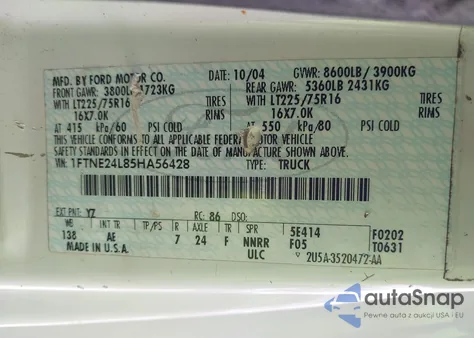 MFD. BY FORD MOTOR CO. DATE: 10/04 GVWR: 8600LB / 3900KG
FRONT GAWR: 3800LB 1723KG REAR GAWR: 5360LB 2431KG
WITH LT225/75R16 TIRES WITH LT225/75R16 TIRES
16X7.0K RIMS 16X7.0K RIMS
AT 415 kPa/60 PSI COLD AT 550 kPa/80 PSI COLD
THIS VEHICLE CONFORMS TO ALL APPLICABLE FEDERAL MOTOR VEHICLE
SAFETY STANDARDS IN EFFECT ON THE DATE OF MANUFACTURE SHOWN ABOVE.
VIN: 1FTNE24L85HA56428 TYPE: TRUCK
EXT PNT: YZ RC: 86 DSO:
WB INT TR TP/PS R AXLE TR SPR 5E414 F0202
138 AE 7 24 F NNRR F05 T0631
MADE IN U.S.A. ULC 2U5A-3520472-AA
autoSnap
Pewne auta z dostępem z USA i EU